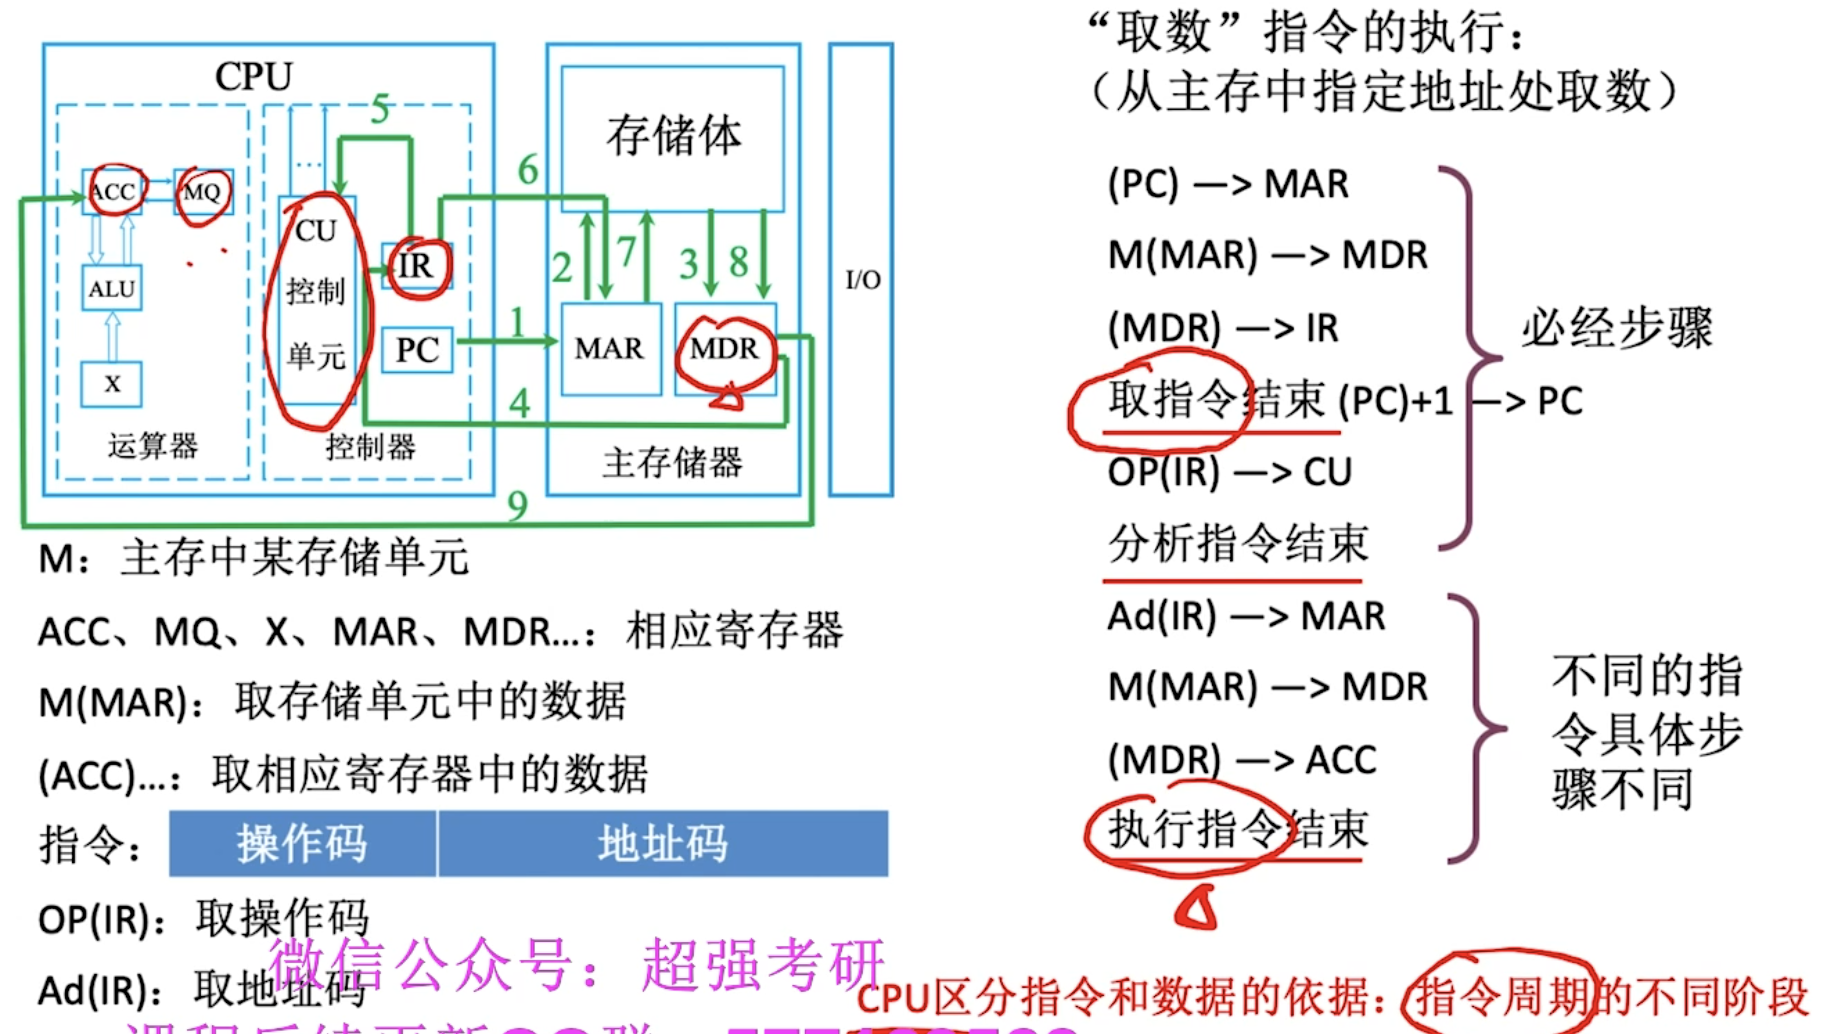 CPU
5
ACC
MQ
ALU
X
运算器
...
CU
控制
单元
IR
PC
控制器
6
1
4
9
存储体
2
7
3
8
MAR
MDR
主存储器
I/O
M：主存中某存储单元
ACC、MQ、X、MAR、MDR...：相应寄存器
M(MAR)：取存储单元中的数据
(ACC)...：取相应寄存器中的数据
指令： 操作码 地址码
OP(IR)：取操作码
Ad(IR)：取地址码
微信公众号：超强考研
“取数”指令的执行：
（从主存中指定地址处取数）
(PC) —> MAR
M(MAR) —> MDR
(MDR) —> IR
取指令结束 (PC)+1 —> PC
OP(IR) —> CU
分析指令结束
必经步骤
Ad(IR) —> MAR
M(MAR) —> MDR
(MDR) —> ACC
执行指令结束
不同的指
令具体步
骤不同
CPU区分指令和数据的依据：指令周期的不同阶段